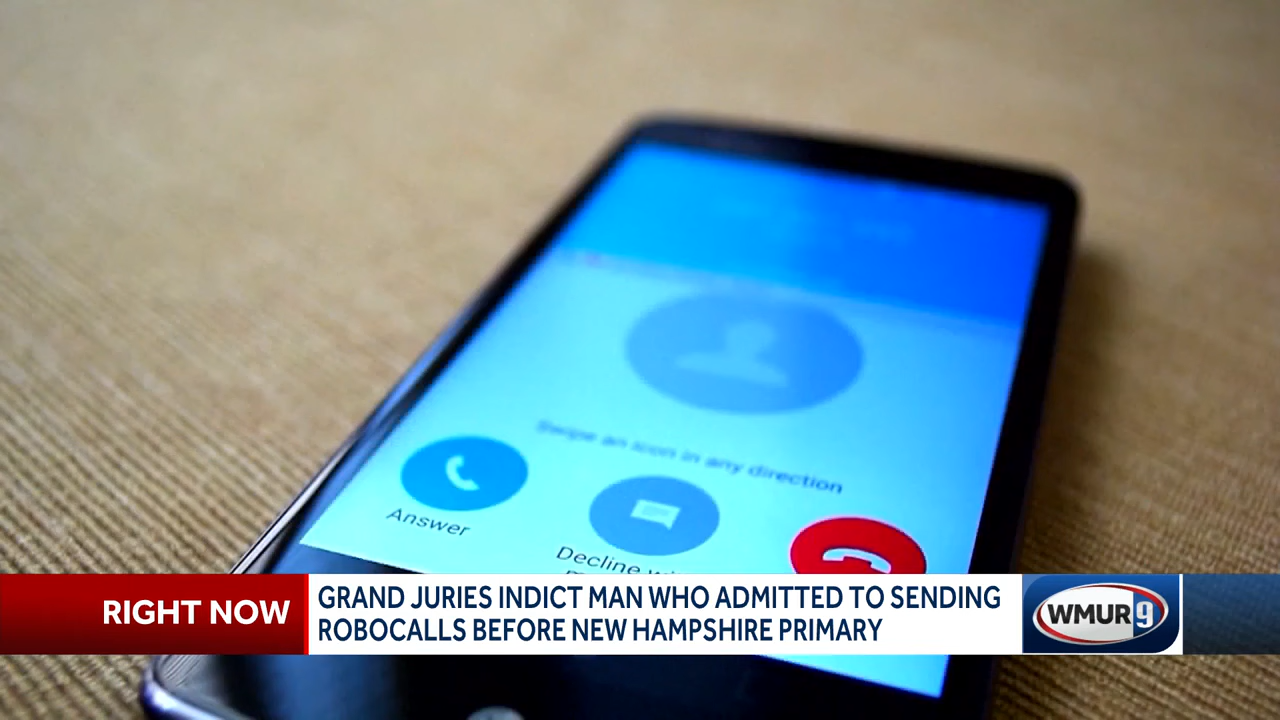 Swipe an icon in any direction
Answer
Decline
RIGHT NOW
GRAND JURIES INDICT MAN WHO ADMITTED TO SENDING
ROBOCALLS BEFORE NEW HAMPSHIRE PRIMARY
WMUR 9